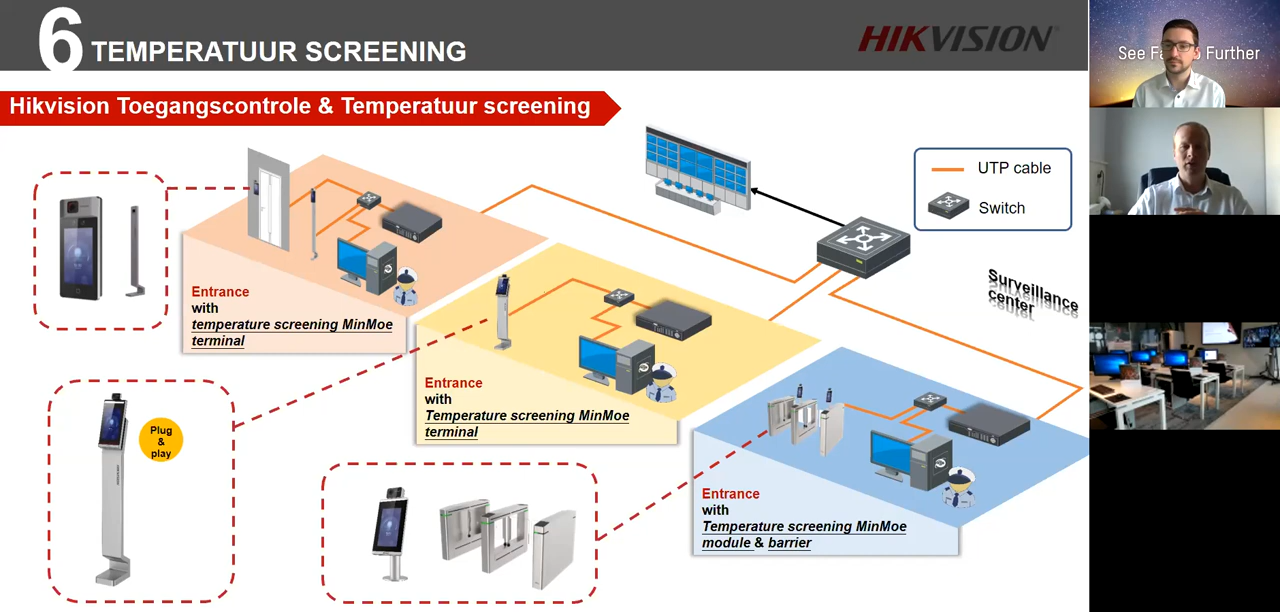 6 TEMPERATUUR SCREENING
HIKVISION
Hikvision Toegangscontrole & Temperatuur screening
See Far, Go Further
UTP cable
Switch
Surveillance
center
Entrance
with
temperature screening MinMoe
terminal
Entrance
with
Temperature screening MinMoe
terminal
Plug
&
play
Entrance
with
Temperature screening MinMoe
module & barrier